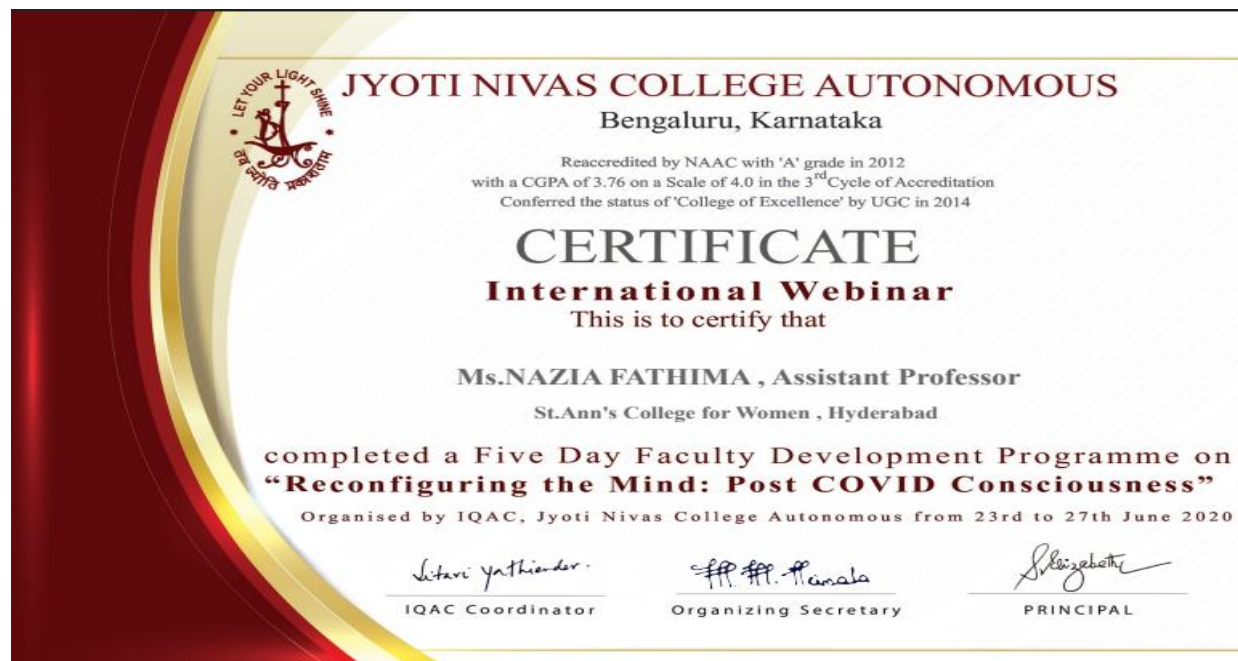 LET YOUR LIGHT SHINE
तव ज्योति प्रकाशताम्
JYOTI NIVAS COLLEGE AUTONOMOUS
Bengaluru, Karnataka
Reaccredited by NAAC with 'A' grade in 2012
with a CGPA of 3.76 on a Scale of 4.0 in the 3rd Cycle of Accreditation
Conferred the status of 'College of Excellence' by UGC in 2014
CERTIFICATE
International Webinar
This is to certify that
Ms.NAZIA FATHIMA , Assistant Professor
St.Ann's College for Women , Hyderabad
completed a Five Day Faculty Development Programme on
“Reconfiguring the Mind: Post COVID Consciousness”
Organised by IQAC, Jyoti Nivas College Autonomous from 23rd to 27th June 2020
IQAC Coordinator
Organizing Secretary
PRINCIPAL